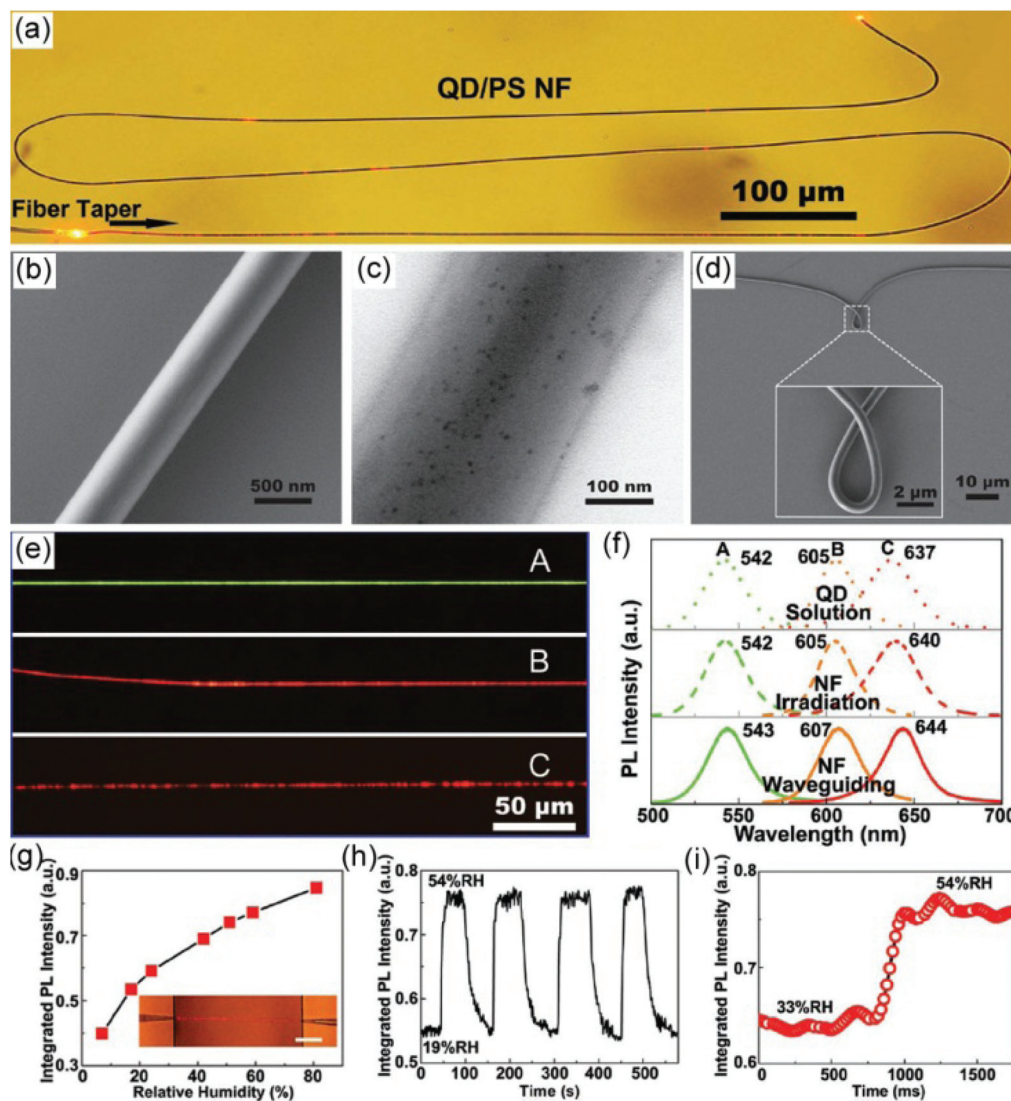 (a)
QD/PS NF
100 μm
Fiber Taper
(b)
500 nm
(c)
100 nm
(d)
2 μm
10 μm
(e)
A
B
C
50 μm
(f)
A
542
605
B
C
637
QD
Solution
542
605
640
NF
Irradiation
543
607
644
NF
Waveguiding
PL Intensity (a.u.)
500
550
600
650
700
Wavelength (nm)
(g)
Integrated PL Intensity (a.u.)
0.9
0.7
0.5
0.3
0
20
40
60
80
Relative Humidity (%)
(h)
Integrated PL Intensity (a.u.)
0.8
0.7
0.6
0.5
54%RH
19%RH
0
100
200
300
400
500
Time (s)
(i)
Integrated PL Intensity (a.u.)
0.8
0.7
0.6
54%RH
33%RH
0
500
1000
1500
Time (ms)